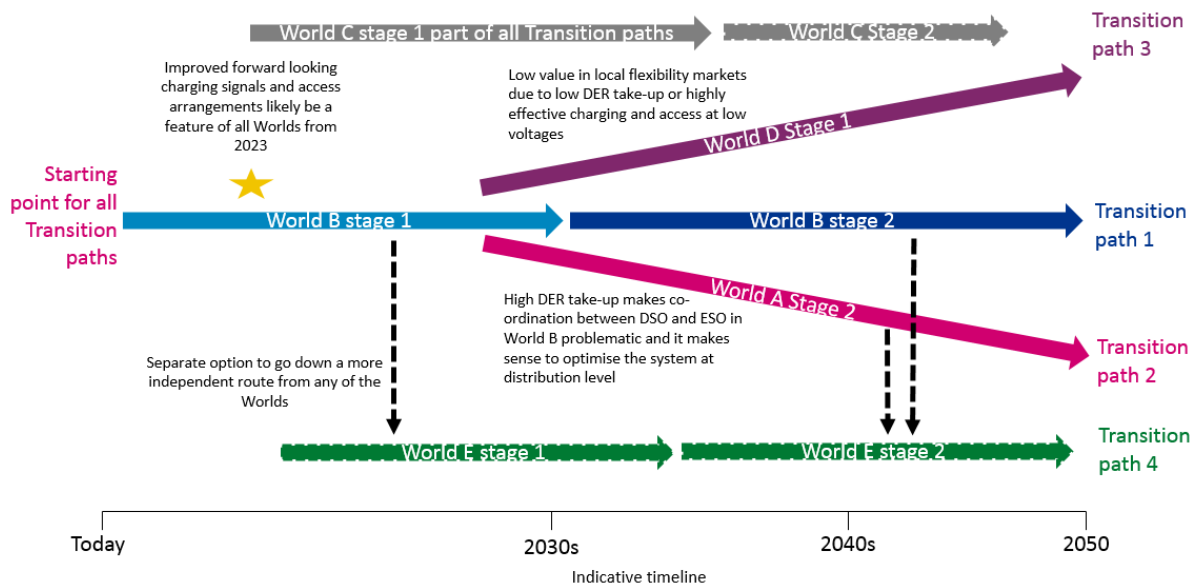 World C stage 1 part of all Transition paths
World C Stage 2
Transition
path 3
Improved forward looking
charging signals and access
arrangements likely be a
feature of all Worlds from
2023
Low value in local flexibility markets
due to low DER take-up or highly
effective charging and access at low
voltages
World D Stage 1
Starting
point for all
Transition
paths
World B stage 1
World B stage 2
Transition
path 1
World A Stage 2
High DER take-up makes co-
ordination between DSO and ESO in
World B problematic and it makes
sense to optimise the system at
distribution level
Transition
path 2
Separate option to go down a more
independent route from any of the
Worlds
World E stage 1
World E stage 2
Transition
path 4
Today
2030s
2040s
2050
Indicative timeline